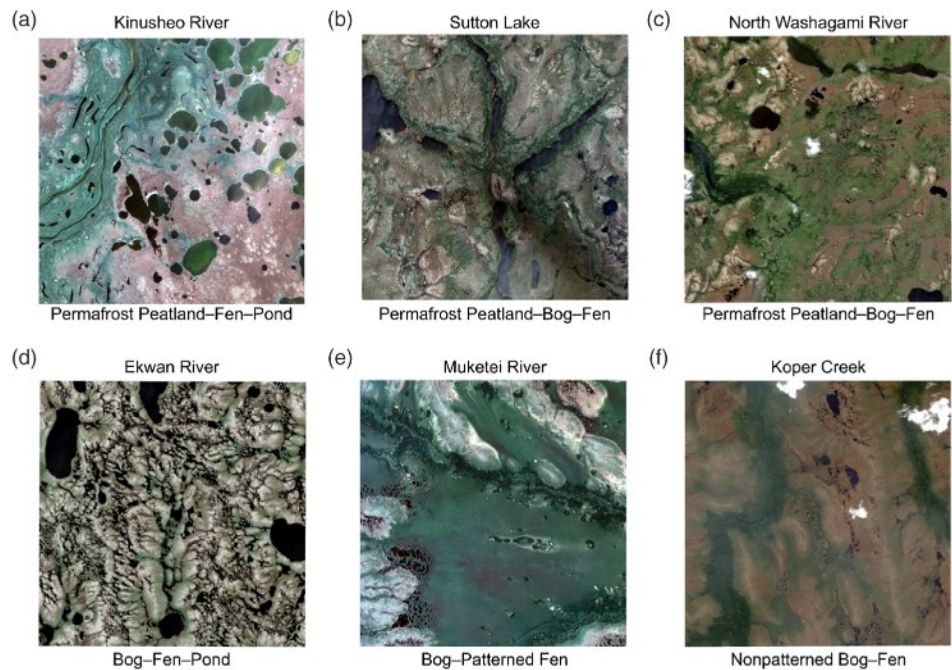 (a) Kinusheo River
Permafrost Peatland–Fen–Pond
(b) Sutton Lake
Permafrost Peatland–Bog–Fen
(c) North Washagami River
Permafrost Peatland–Bog–Fen
(d) Ekwan River
Bog–Fen–Pond
(e) Muketei River
Bog–Patterned Fen
(f) Koper Creek
Nonpatterned Bog–Fen